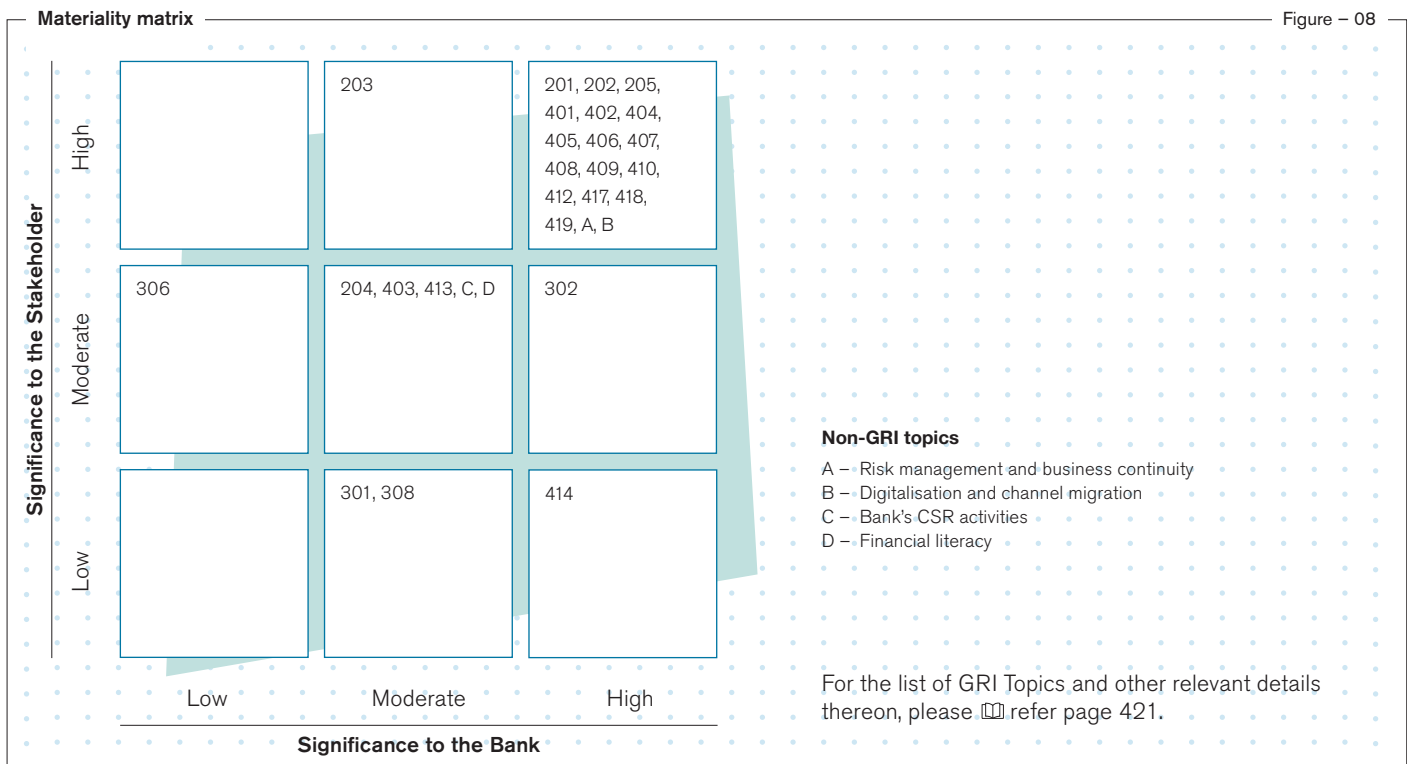 Materiality matrix
Figure – 08
Significance to the Stakeholder
High
203
201, 202, 205,
401, 402, 404,
405, 406, 407,
408, 409, 410,
412, 417, 418,
419, A, B
Moderate
306
204, 403, 413, C, D
302
Low
301, 308
414
Low
Moderate
High
Significance to the Bank
Non-GRI topics
A – Risk management and business continuity
B – Digitalisation and channel migration
C – Bank's CSR activities
D – Financial literacy
For the list of GRI Topics and other relevant details
thereon, please refer page 421.